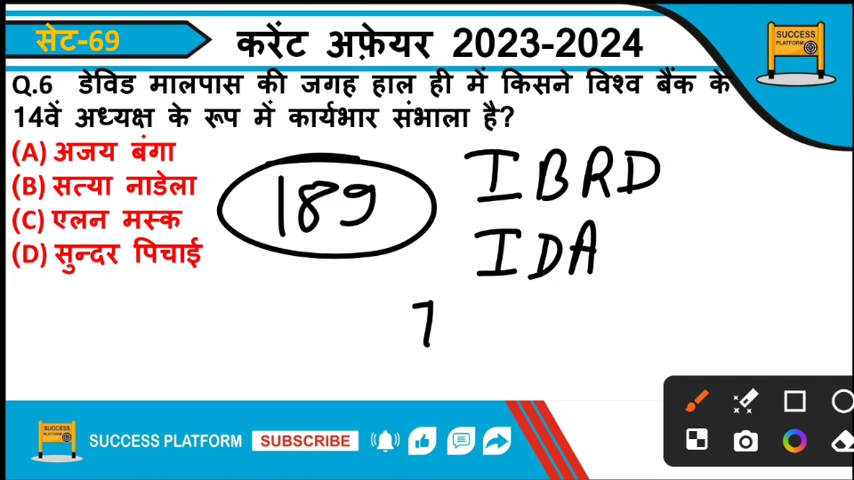 सेट-69
करेंट अफ़ेयर 2023-2024
SUCCESS
PLATFORM
Q.6 डेविड मालपास की जगह हाल ही में किसने विश्व बैंक के
14वें अध्यक्ष के रूप में कार्यभार संभाला है?
(A) अजय बंगा
(B) सत्या नाडेला
(C) एलन मस्क
(D) सुन्दर पिचाई
189
IBRD
IDA
7
SUCCESS
PLATFORM
SUCCESS PLATFORM
SUBSCRIBE